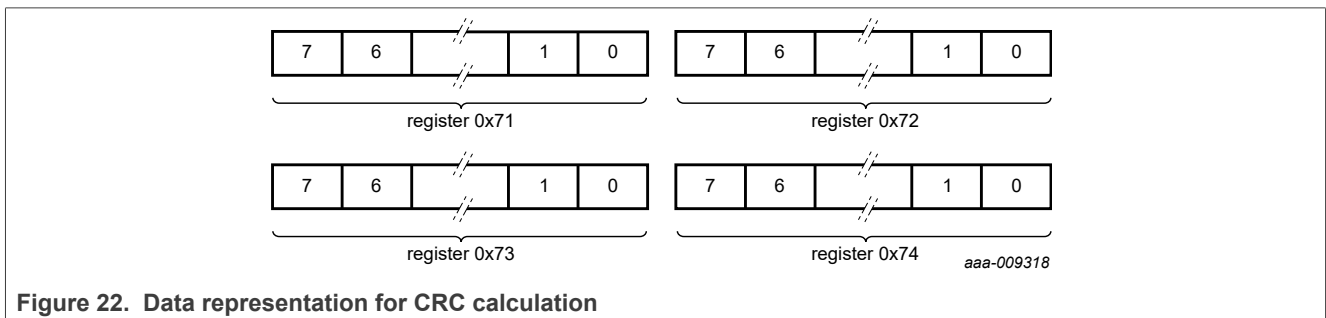 7 6 1 0 7 6 1 0
register 0x71 register 0x72
7 6 1 0 7 6 1 0
register 0x73 register 0x74
aaa-009318
Figure 22. Data representation for CRC calculation